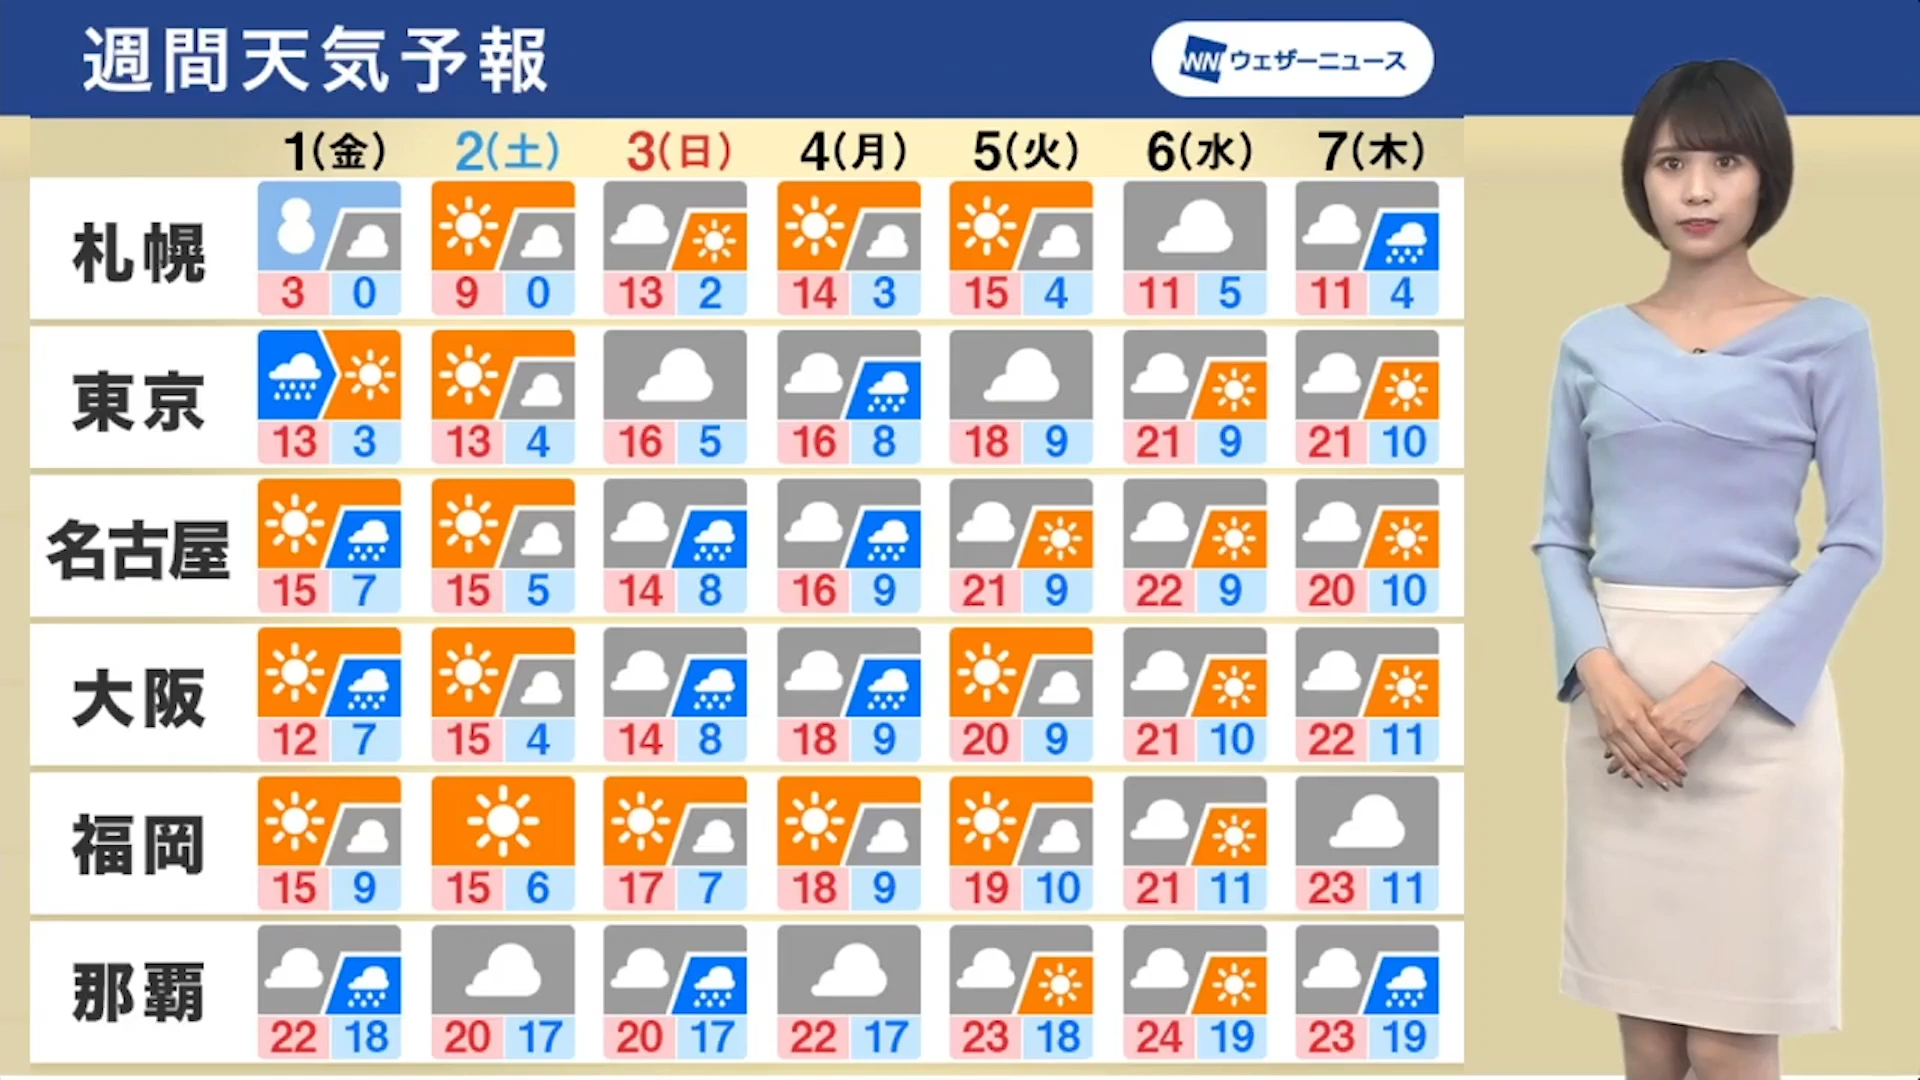 週間天気予報
WNI ウェザーニュース
1(金) 2(土) 3(日) 4(月) 5(火) 6(水) 7(木)
札幌 3 0 9 0 13 2 14 3 15 4 11 5 11 4
東京 13 3 13 4 16 5 16 8 18 9 21 9 21 10
名古屋 15 7 15 5 14 8 16 9 21 9 22 9 20 10
大阪 12 7 15 4 14 8 18 9 20 9 21 10 22 11
福岡 15 9 15 6 17 7 18 9 19 10 21 11 23 11
那覇 22 18 20 17 20 17 22 17 23 18 24 19 23 19